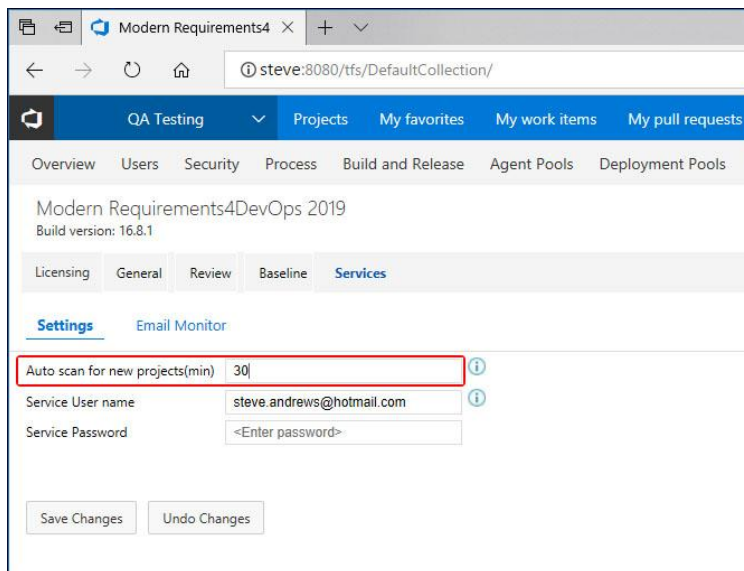 Modern Requirements4
steve:8080/tfs/DefaultCollection/
QA Testing Projects My favorites My work items My pull requests
Overview Users Security Process Build and Release Agent Pools Deployment Pools
Modern Requirements4DevOps 2019
Build version: 16.8.1
Licensing General Review Baseline Services
Settings Email Monitor
Auto scan for new projects(min) 30
Service User name steve.andrews@hotmail.com
Service Password <Enter password>
Save Changes Undo Changes